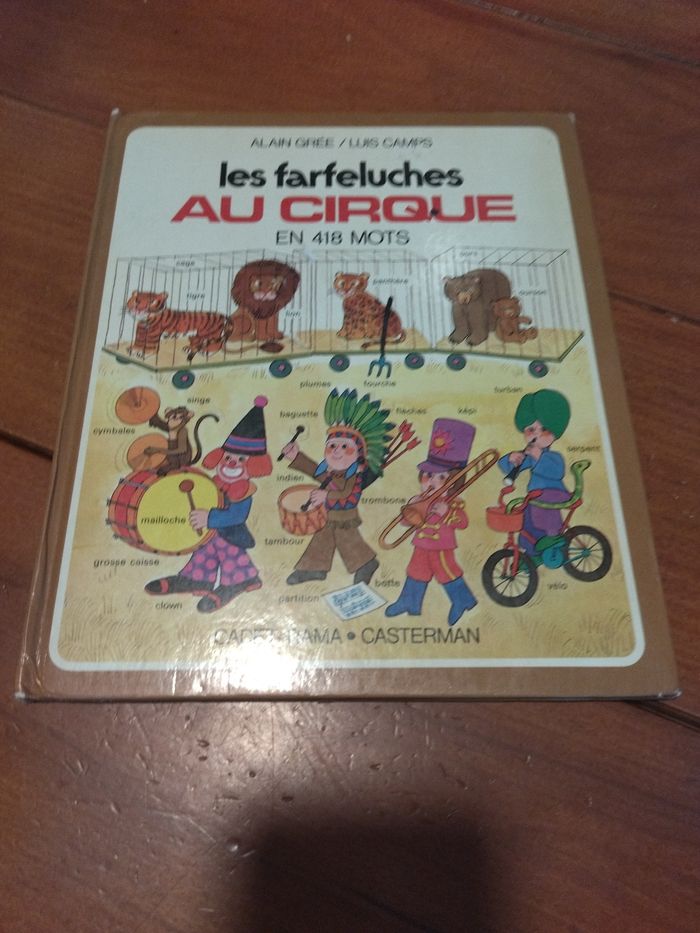 ALAIN GRÉE / LUIS CAMPS
les farfeluches
AU CIRQUE
EN 418 MOTS
cage
tigre
lion
panthère
ours
ourson
plumes
fourche
turban
singe
cymbales
baguette
flèches
képi
serpent
indien
trombone
mailloche
tambour
grosse caisse
botte
clown
partition
vélo
CADET-RAMA • CASTERMAN